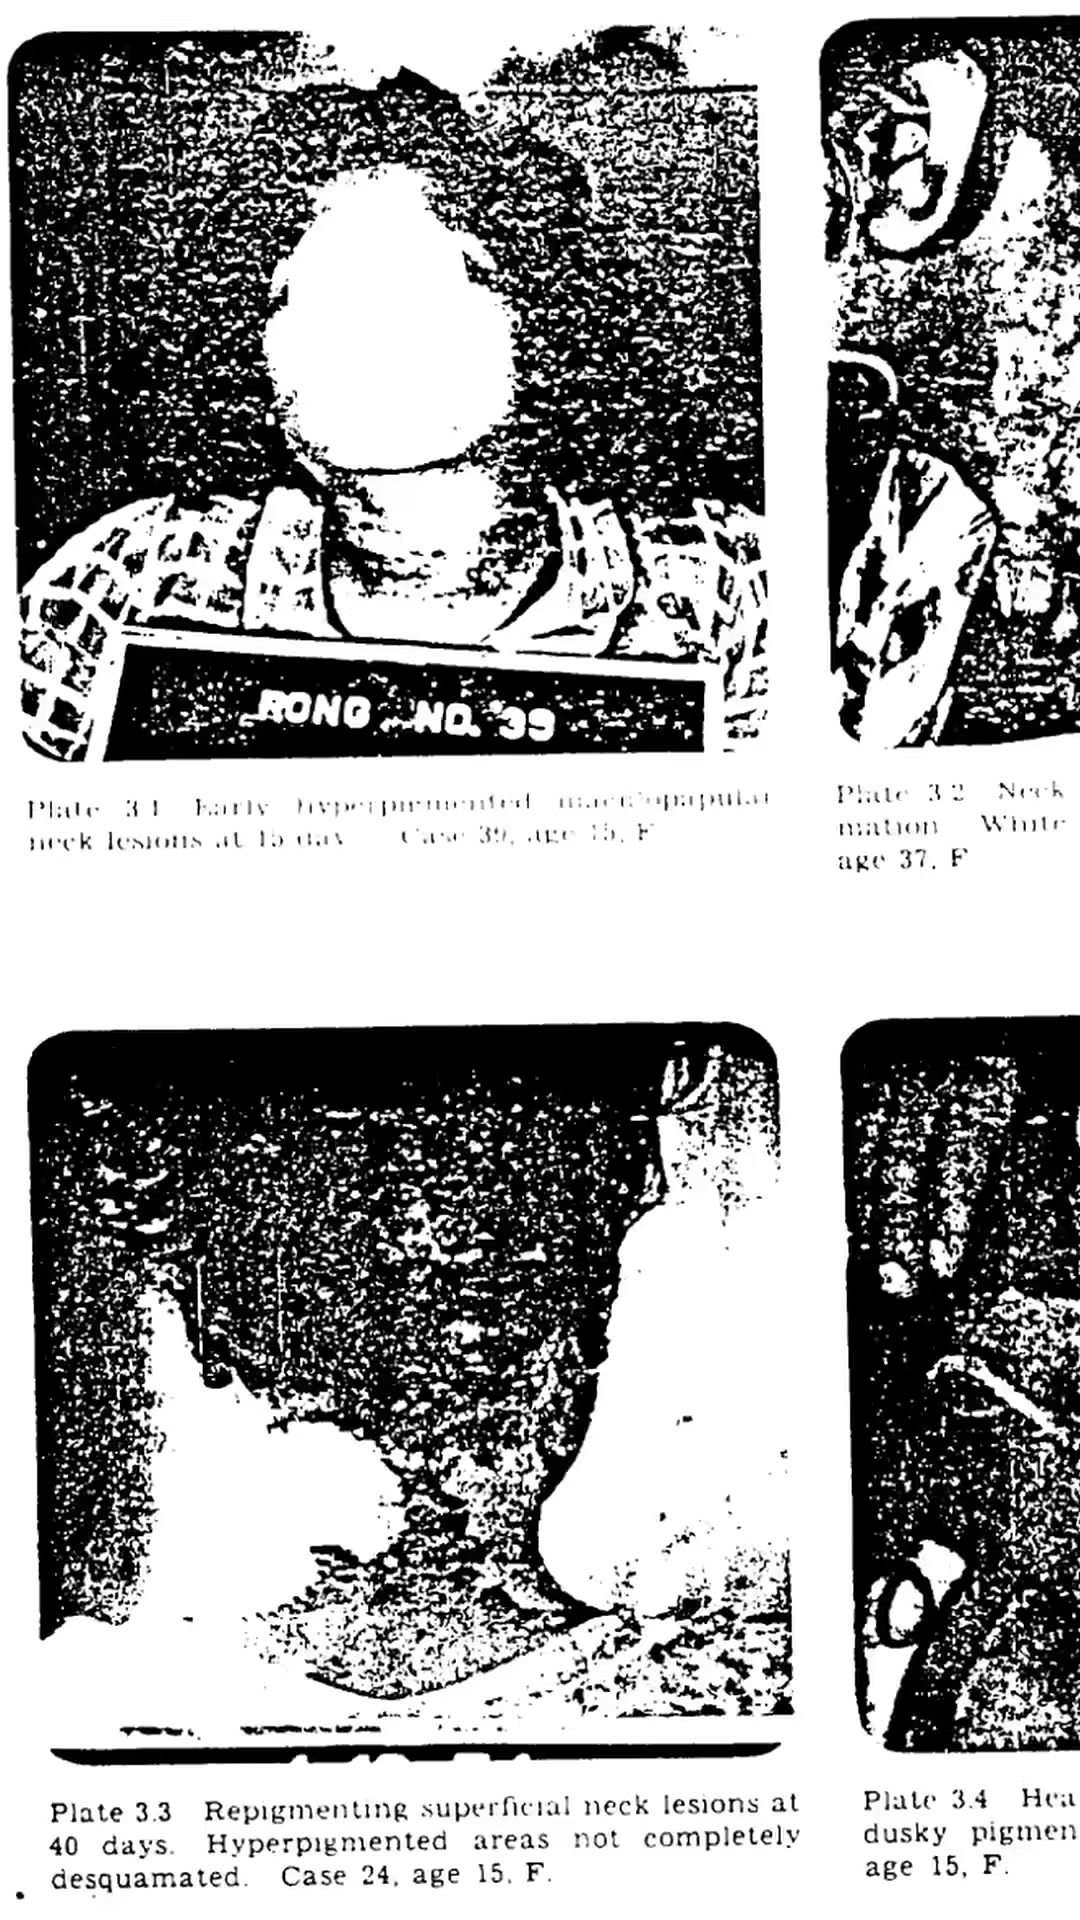 RONG NO. 39
Plate 3.1 Early hyperpigmented maculopapular
neck lesions at 15 day Case 39, age 15, F
Plate 3.2 Neck
mation White
age 37, F
Plate 3.3 Repigmenting superficial neck lesions at
40 days. Hyperpigmented areas not completely
desquamated. Case 24, age 15, F.
Plate 3.4 Hea
dusky pigmen
age 15, F.